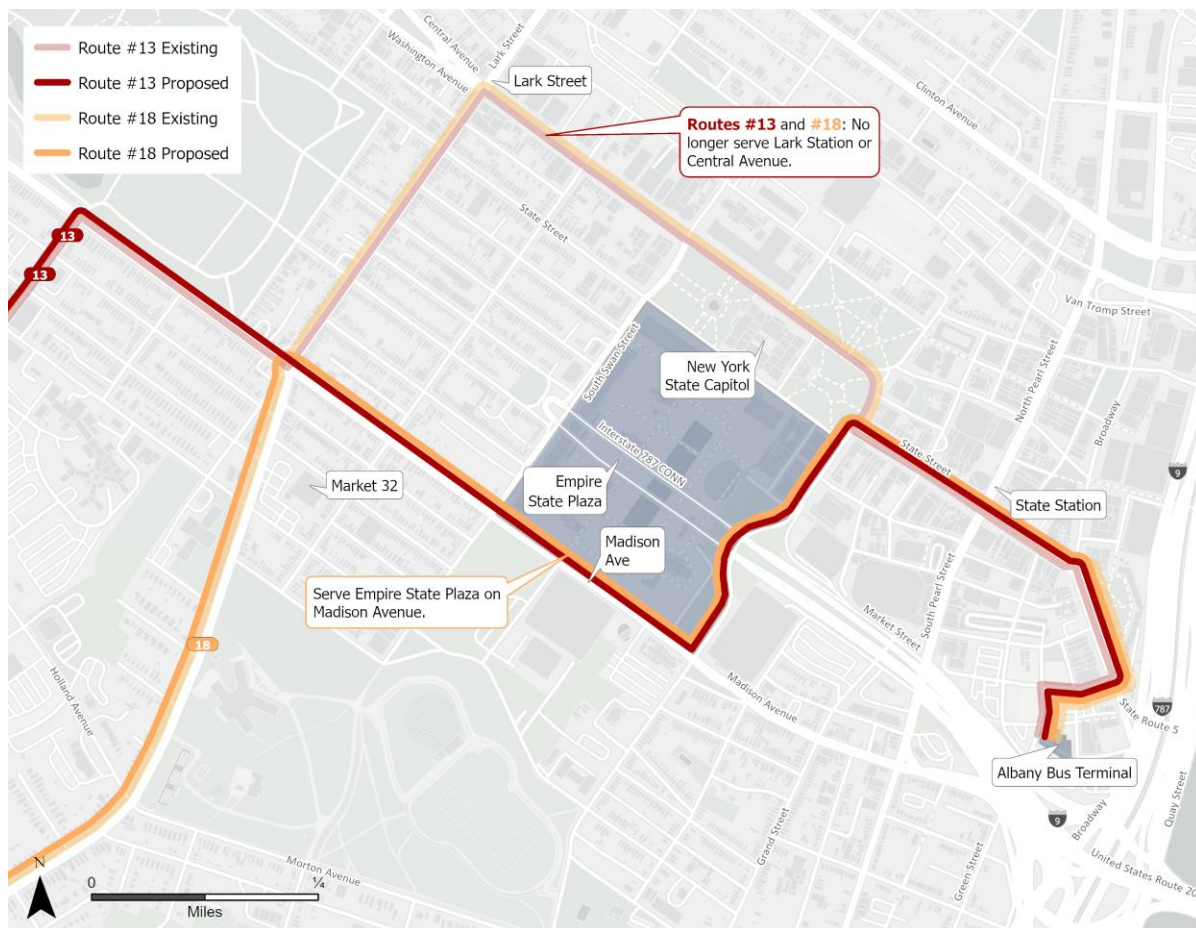 Route #13 Existing
Route #13 Proposed
Route #18 Existing
Route #18 Proposed
Central Avenue
Washington Avenue
Lark Street
Lark Street
Routes #13 and #18: No
longer serve Lark Station or
Central Avenue.
Clinton Avenue
State Street
13
13
Van Tromp Street
South Swan Street
New York
State Capitol
North Pearl Street
Broadway
Interstate 787 CONN
State Street
9
Empire
State Plaza
Market 32
State Station
Madison
Ave
Serve Empire State Plaza on
Madison Avenue.
Market Street
South Pearl Street
18
Holland Avenue
Madison Avenue
State Route 5
787
Albany Bus Terminal
Quay Street
Broadway
9
Grand Street
Green Street
United States Route 20
Morton Avenue
N
0
¼
Miles